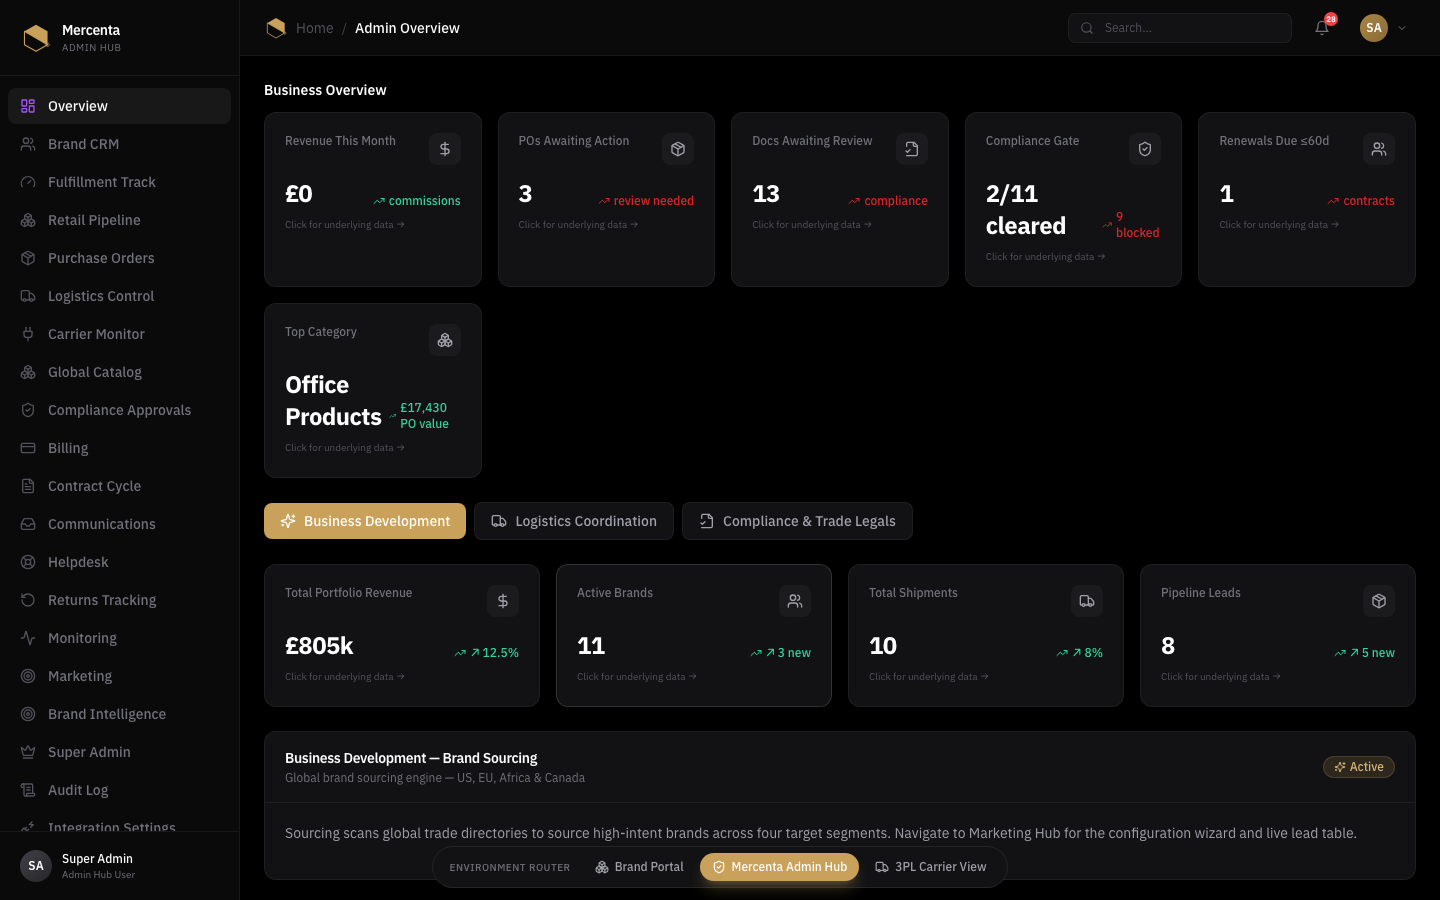 Mercenta
ADMIN HUB
Overview
Brand CRM
Fulfillment Track
Retail Pipeline
Purchase Orders
Logistics Control
Carrier Monitor
Global Catalog
Compliance Approvals
Billing
Contract Cycle
Communications
Helpdesk
Returns Tracking
Monitoring
Marketing
Brand Intelligence
Super Admin
Audit Log
Integration Settings
SA
Super Admin
Admin Hub User
Home / Admin Overview
Search...
28
SA
Business Overview
Revenue This Month
£0
commissions
Click for underlying data →
POs Awaiting Action
3
review needed
Click for underlying data →
Docs Awaiting Review
13
compliance
Click for underlying data →
Compliance Gate
2/11
cleared
9
blocked
Click for underlying data →
Renewals Due ≤60d
1
contracts
Click for underlying data →
Top Category
Office
Products
£17,430
PO value
Click for underlying data →
Business Development
Logistics Coordination
Compliance & Trade Legals
Total Portfolio Revenue
£805k
↗ 12.5%
Click for underlying data →
Active Brands
11
↗ 3 new
Click for underlying data →
Total Shipments
10
↗ 8%
Click for underlying data →
Pipeline Leads
8
↗ 5 new
Click for underlying data →
Business Development — Brand Sourcing
Global brand sourcing engine — US, EU, Africa & Canada
Active
Sourcing scans global trade directories to source high-intent brands across four target segments. Navigate to Marketing Hub for the configuration wizard and live lead table.
ENVIRONMENT ROUTER
Brand Portal
Mercenta Admin Hub
3PL Carrier View